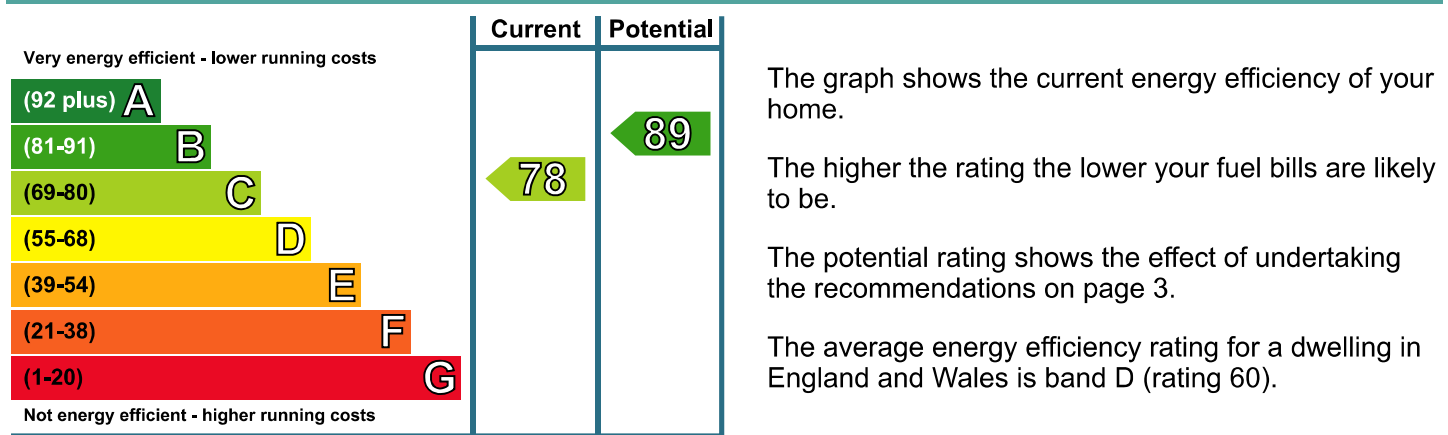 Current Potential
Very energy efficient - lower running costs
(92 plus) A
(81-91) B
(69-80) C
(55-68) D
(39-54) E
(21-38) F
(1-20) G
Not energy efficient - higher running costs
78
89
The graph shows the current energy efficiency of your
home.
The higher the rating the lower your fuel bills are likely
to be.
The potential rating shows the effect of undertaking
the recommendations on page 3.
The average energy efficiency rating for a dwelling in
England and Wales is band D (rating 60).